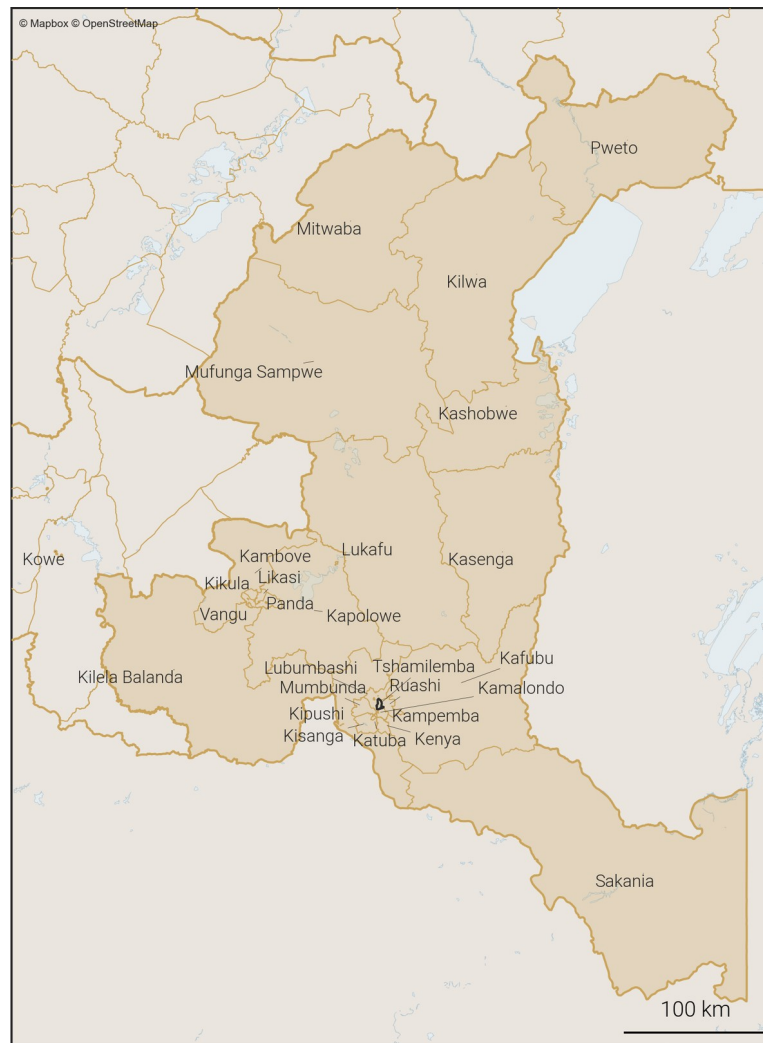 © Mapbox © OpenStreetMap
Pweto
Mitwaba
Kilwa
Mufunga Sampwe
Kashobwe
Kowe
Kambove
Lukafu
Kasenga
Kikula
Likasi
Panda
Vangu
Kapolowe
Kilela Balanda
Lubumbashi
Tshamilemba
Kafubu
Mumbunda
Ruashi
Kamalondo
Kipushi
Kampemba
Kisanga
Katuba
Kenya
Sakania
100 km